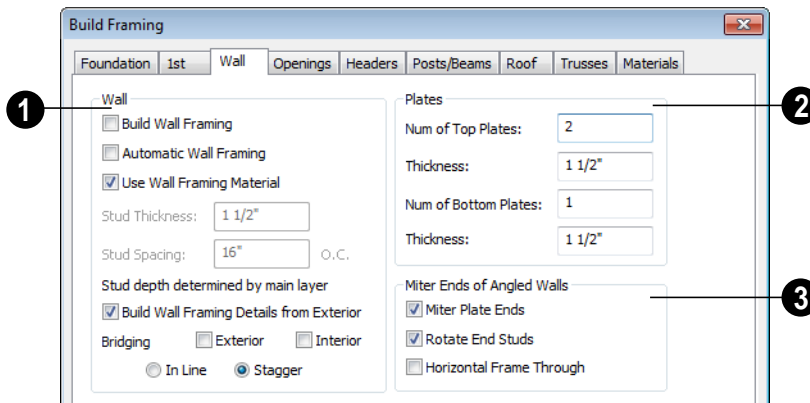 Build Framing
Foundation 1st Wall Openings Headers Posts/Beams Roof Trusses Materials
1
Wall
Build Wall Framing
Automatic Wall Framing
Use Wall Framing Material
Stud Thickness: 1 1/2"
Stud Spacing: 16" O.C.
Stud depth determined by main layer
Build Wall Framing Details from Exterior
Bridging Exterior Interior
In Line Stagger
2
Plates
Num of Top Plates: 2
Thickness: 1 1/2"
Num of Bottom Plates: 1
Thickness: 1 1/2"
3
Miter Ends of Angled Walls
Miter Plate Ends
Rotate End Studs
Horizontal Frame Through